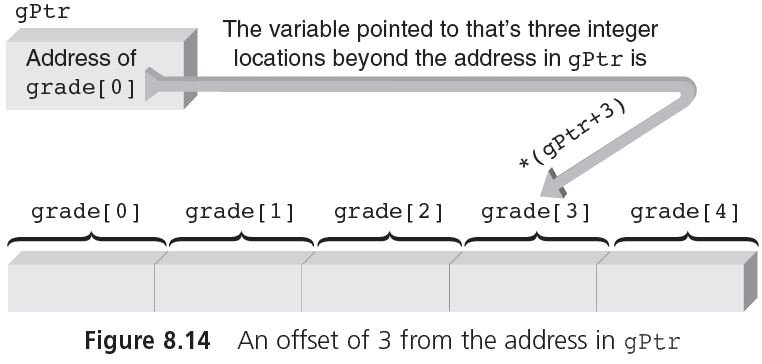 gPtr
The variable pointed to that's three integer
locations beyond the address in gPtr is
Address of
grade[0]
*(gPtr+3)
grade[0] grade[1] grade[2] grade[3] grade[4]
Figure 8.14 An offset of 3 from the address in gPtr